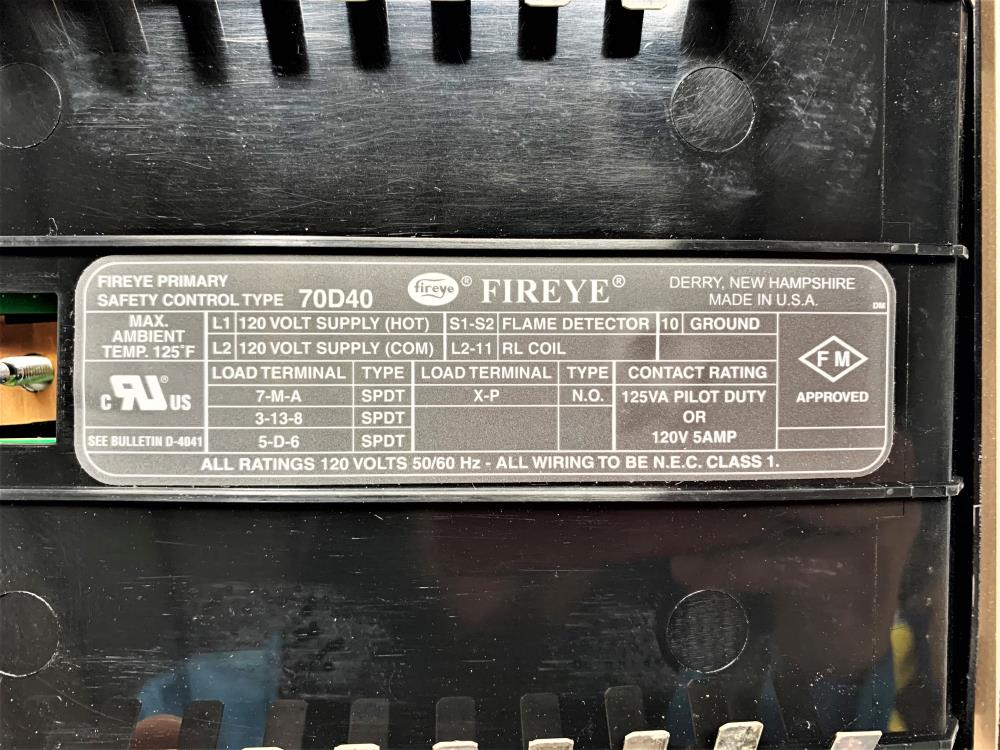 FIREYE PRIMARY
SAFETY CONTROL TYPE 70D40
fireye ® FIREYE®
DERRY, NEW HAMPSHIRE
MADE IN U.S.A.
DM
MAX.
AMBIENT
TEMP. 125°F
L1 120 VOLT SUPPLY (HOT) S1-S2 FLAME DETECTOR 10 GROUND
L2 120 VOLT SUPPLY (COM) L2-11 RL COIL
LOAD TERMINAL TYPE LOAD TERMINAL TYPE CONTACT RATING
7-M-A SPDT X-P N.O. 125VA PILOT DUTY
3-13-8 SPDT OR
5-D-6 SPDT 120V 5AMP
C RU ® US
SEE BULLETIN D-4041
FM
APPROVED
ALL RATINGS 120 VOLTS 50/60 Hz - ALL WIRING TO BE N.E.C. CLASS 1.